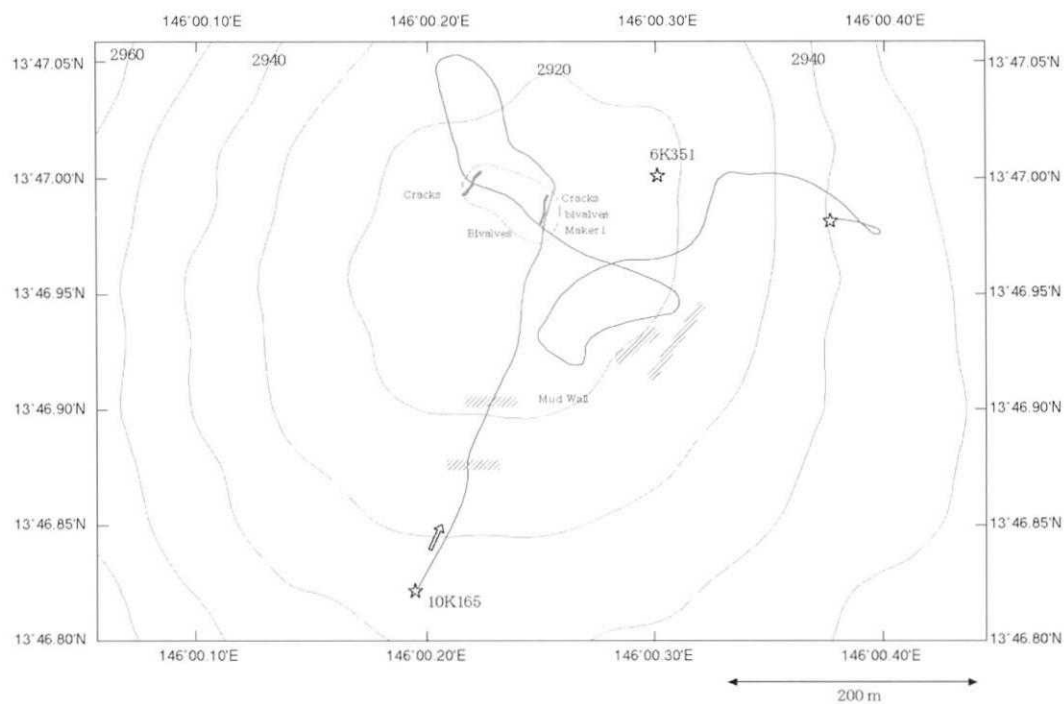 146°00.10'E 146°00.20'E 146°00.30'E 146°00.40'E
2960 2940 2920 2940
13°47.05'N 13°47.05'N
6K351
13°47.00'N 13°47.00'N
Cracks
Cracks
bivalves
Maker 1
Bivalves
13°46.95'N 13°46.95'N
Mud Wall
13°46.90'N 13°46.90'N
13°46.85'N 13°46.85'N
10K165
13°46.80'N 13°46.80'N
146°00.10'E 146°00.20'E 146°00.30'E 146°00.40'E
200 m